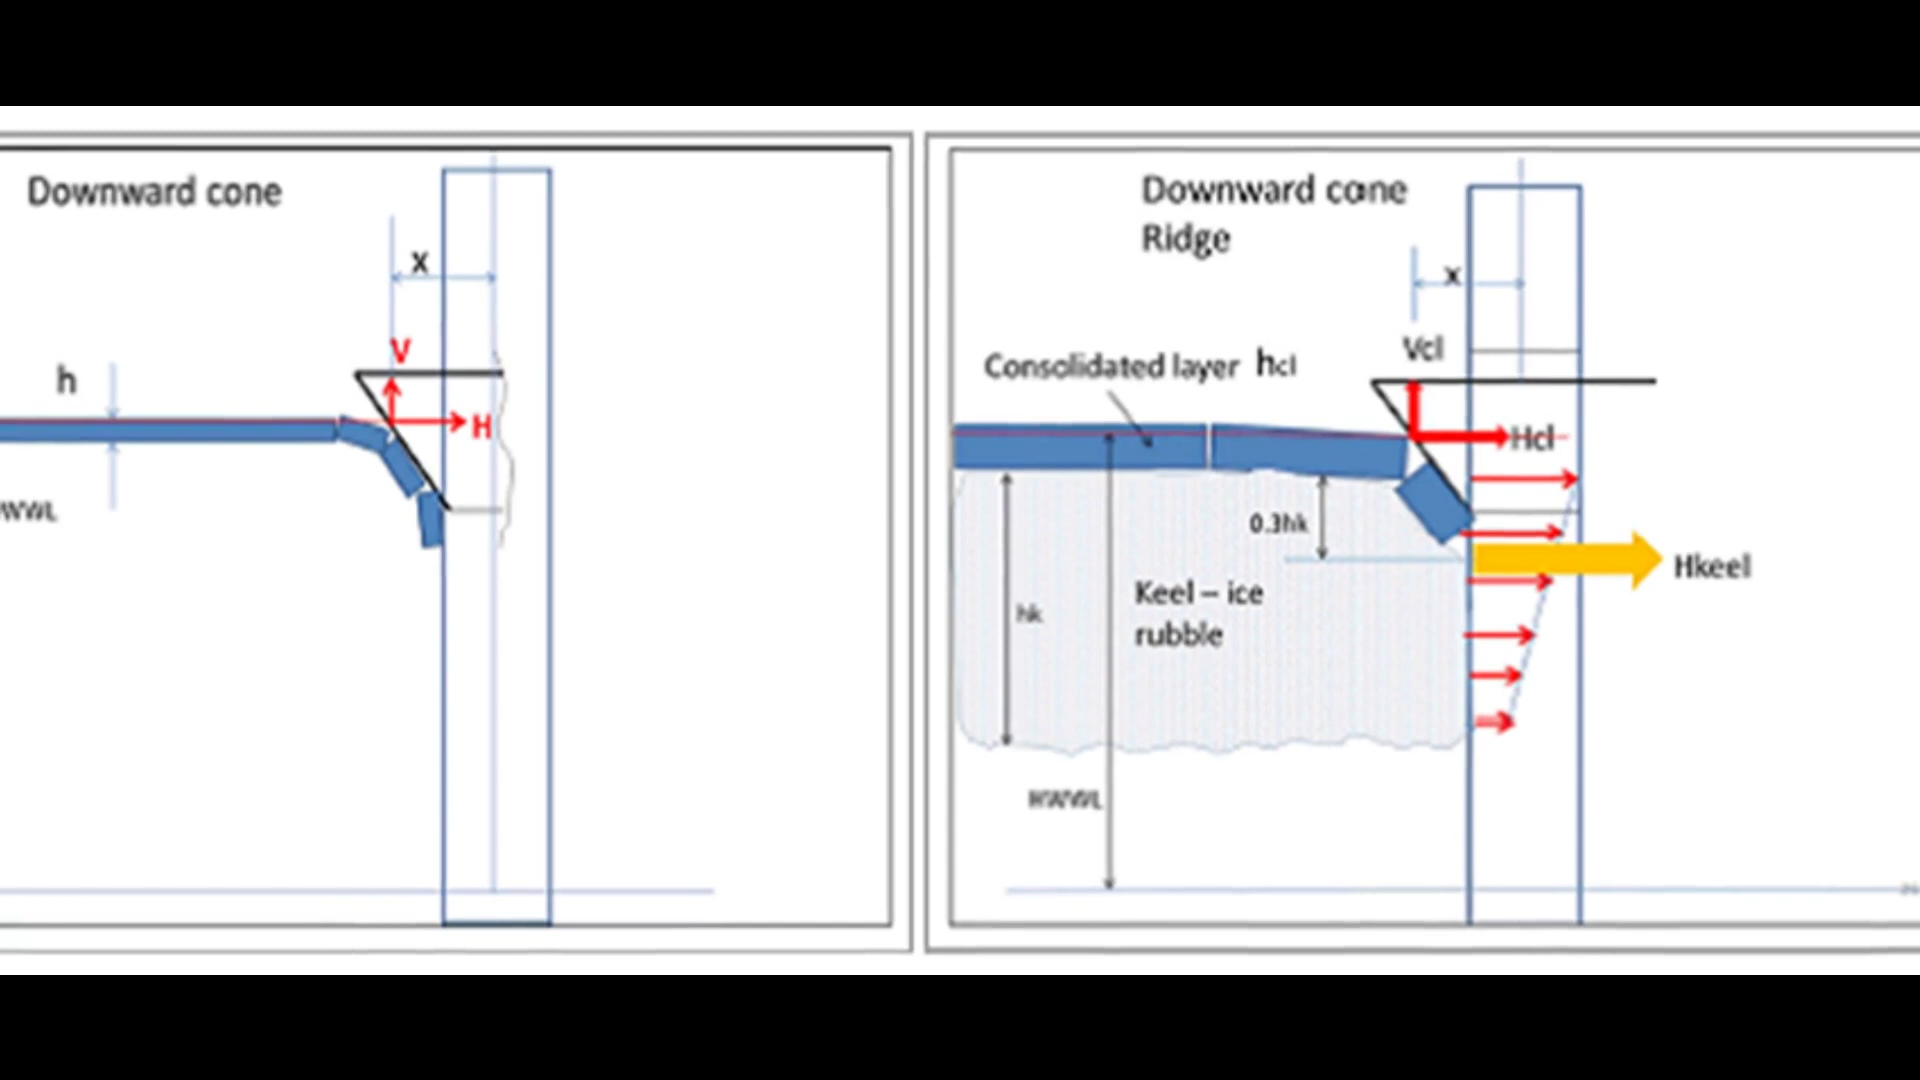 Downward cone
X
V
h
H
WWL
Downward cone
Ridge
x
Vcl
Consolidated layer hcl
Hcl
0.3hk
Hkeel
Keel – ice
rubble
hk
HWWL